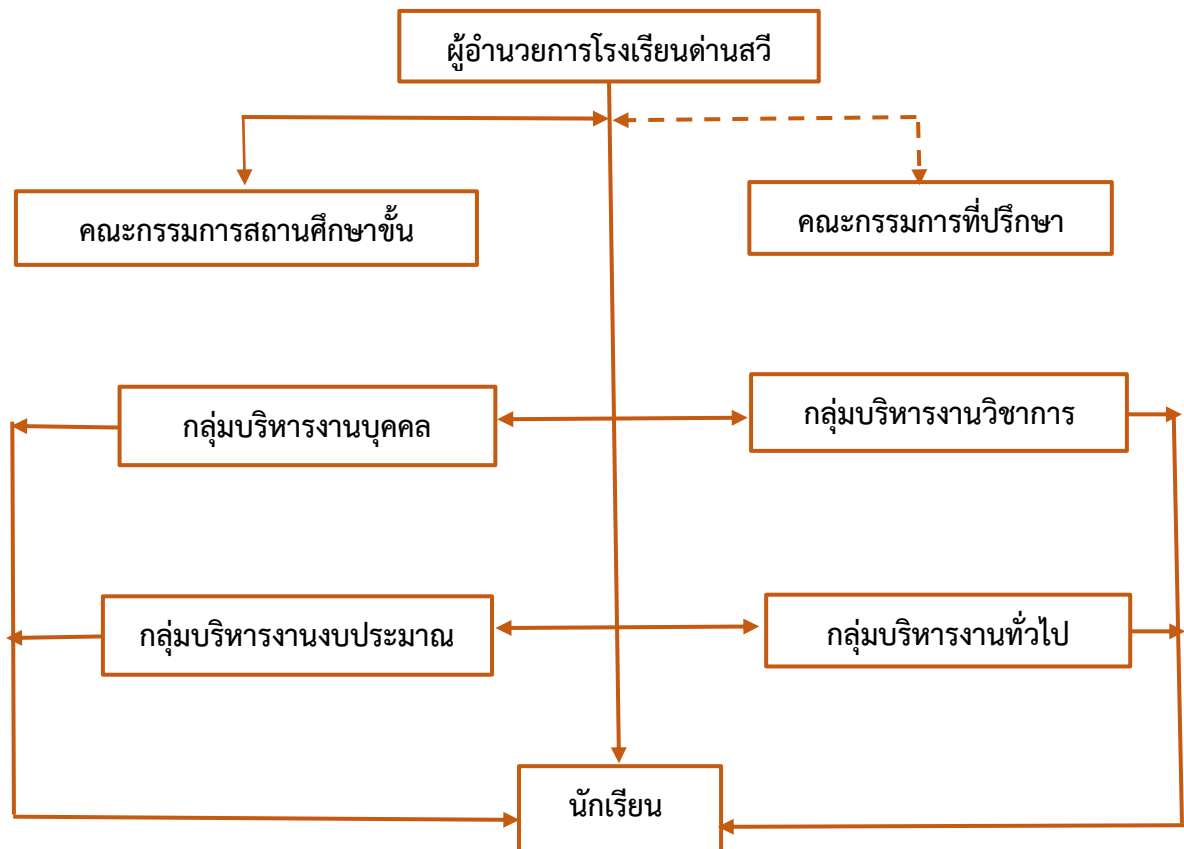 ผู้อำนวยการโรงเรียนด่านสวี
คณะกรรมการสถานศึกษาขั้น
คณะกรรมการที่ปรึกษา
กลุ่มบริหารงานบุคคล
กลุ่มบริหารงานวิชาการ
กลุ่มบริหารงานงบประมาณ
กลุ่มบริหารงานทั่วไป
นักเรียน